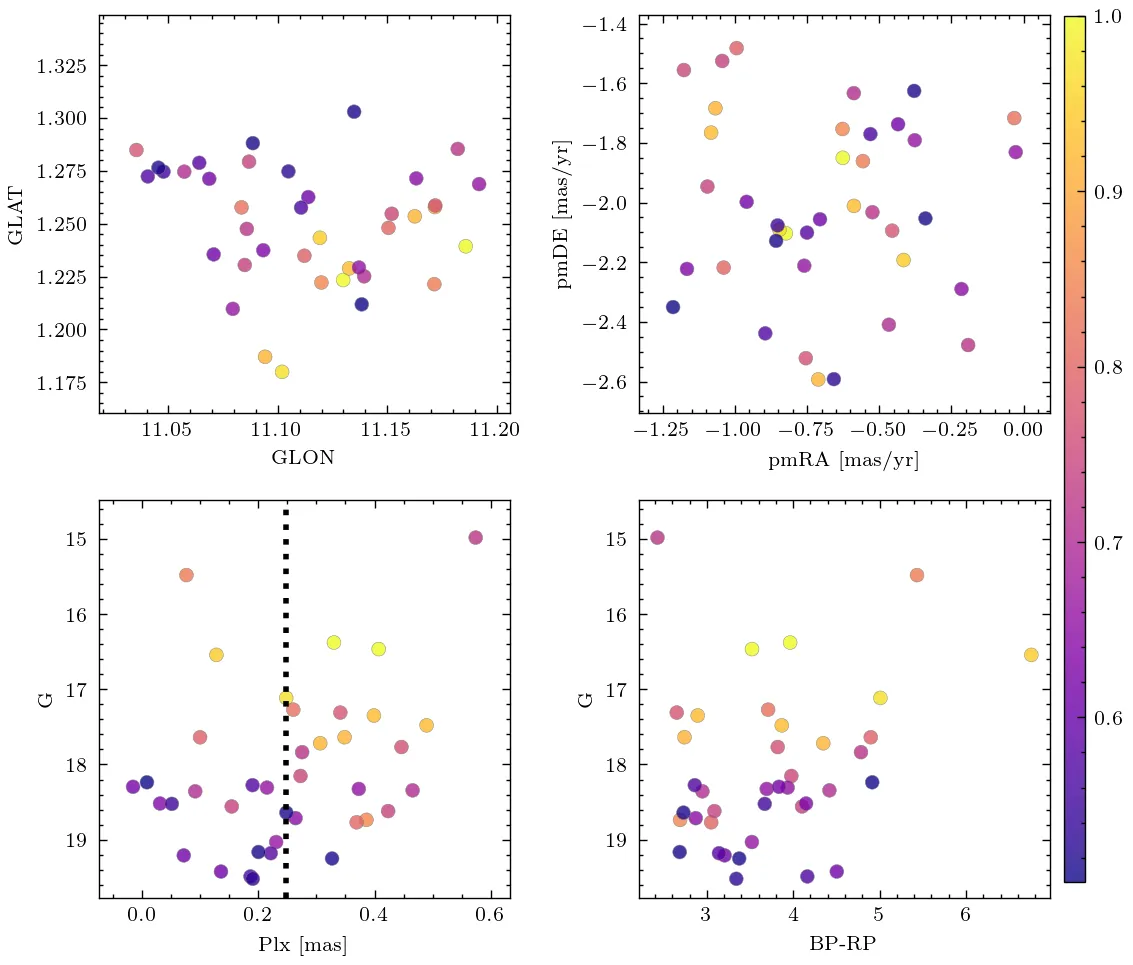 1.325
1.300
1.275
1.250
1.225
1.200
1.175
GLAT
11.05 11.10 11.15 11.20
GLON
−1.4
−1.6
−1.8
−2.0
−2.2
−2.4
−2.6
pmDE [mas/yr]
−1.25 −1.00 −0.75 −0.50 −0.25 0.00
pmRA [mas/yr]
15
16
17
18
19
G
0.0 0.2 0.4 0.6
Plx [mas]
15
16
17
18
19
G
3 4 5 6
BP-RP
1.0
0.9
0.8
0.7
0.6